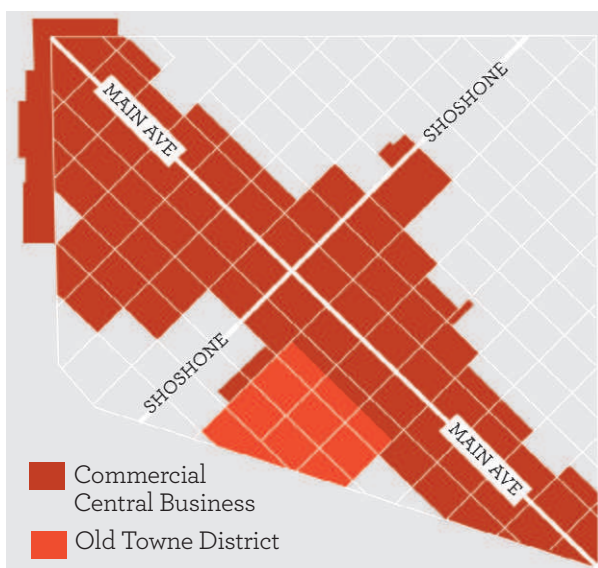 MAIN AVE
SHOSHONE
SHOSHONE
MAIN AVE
Commercial
Central Business
Old Towne District